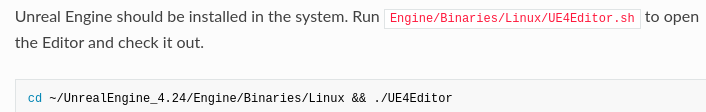 Unreal Engine should be installed in the system. Run Engine/Binaries/Linux/UE4Editor.sh to open
the Editor and check it out.
cd ~/UnrealEngine_4.24/Engine/Binaries/Linux && ./UE4Editor